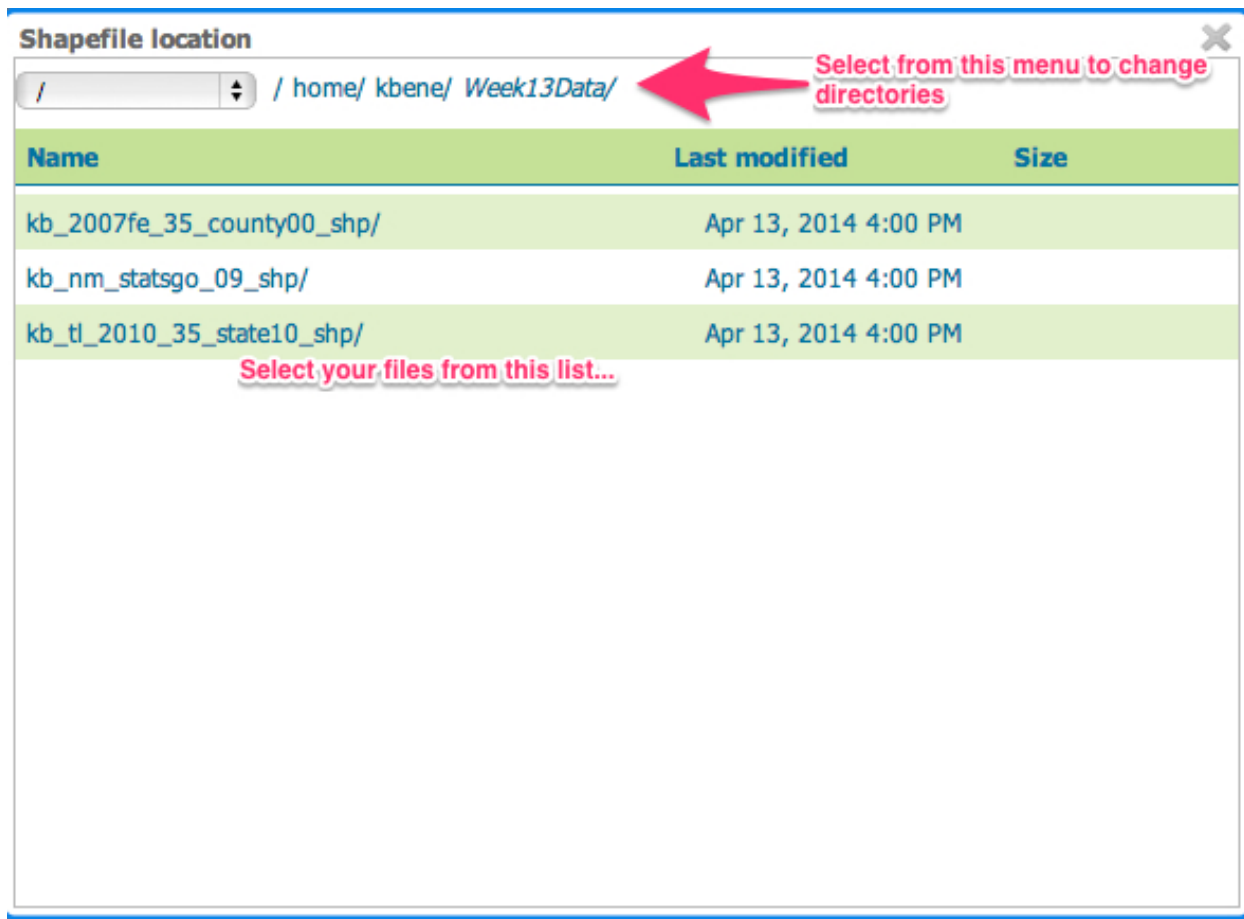 Shapefile location
/ / home/ kbene/ Week13Data/
Select from this menu to change
directories
Name Last modified Size
kb_2007fe_35_county00_shp/ Apr 13, 2014 4:00 PM
kb_nm_statsgo_09_shp/ Apr 13, 2014 4:00 PM
kb_tl_2010_35_state10_shp/ Apr 13, 2014 4:00 PM
Select your files from this list...